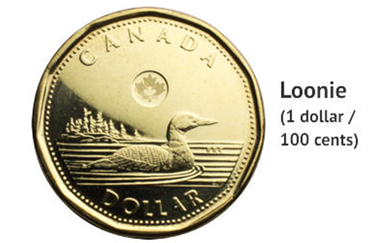 CANADA
DOLLAR
Loonie
(1 dollar /
100 cents)